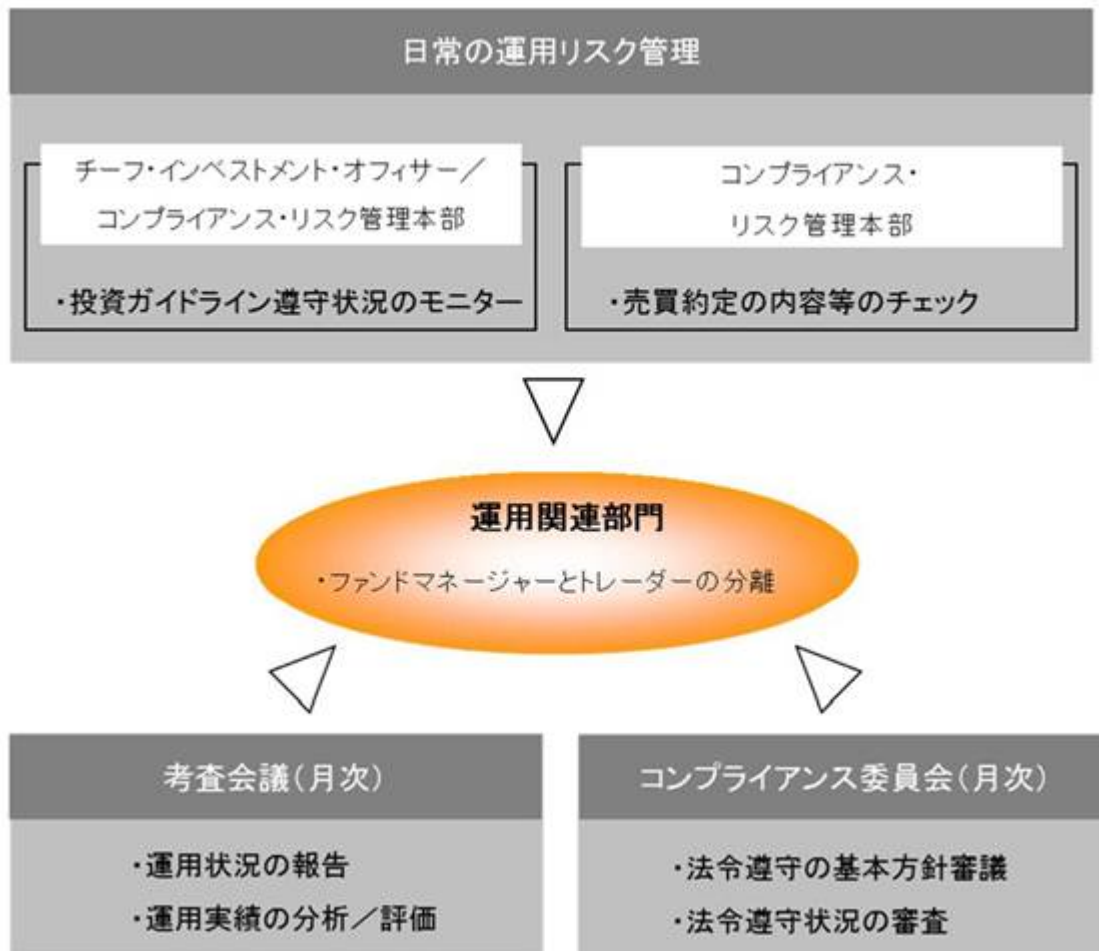 日常の運用リスク管理
チーフ・インベストメント・オフィサー／
コンプライアンス・リスク管理本部
・投資ガイドライン遵守状況のモニター
コンプライアンス・
リスク管理本部
・売買約定の内容等のチェック
運用関連部門
・ファンドマネージャーとトレーダーの分離
考査会議（月次）
・運用状況の報告
・運用実績の分析／評価
コンプライアンス委員会（月次）
・法令遵守の基本方針審議
・法令遵守状況の審査